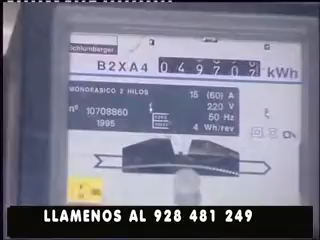 Schlumberger
B2XA4 049707 kWh
MONOFASICO 2 HILOS 15 (60) A
220 V
nº 10708860 50 Hz
1995 4 Wh/rev
LLAMENOS AL 928 481 249